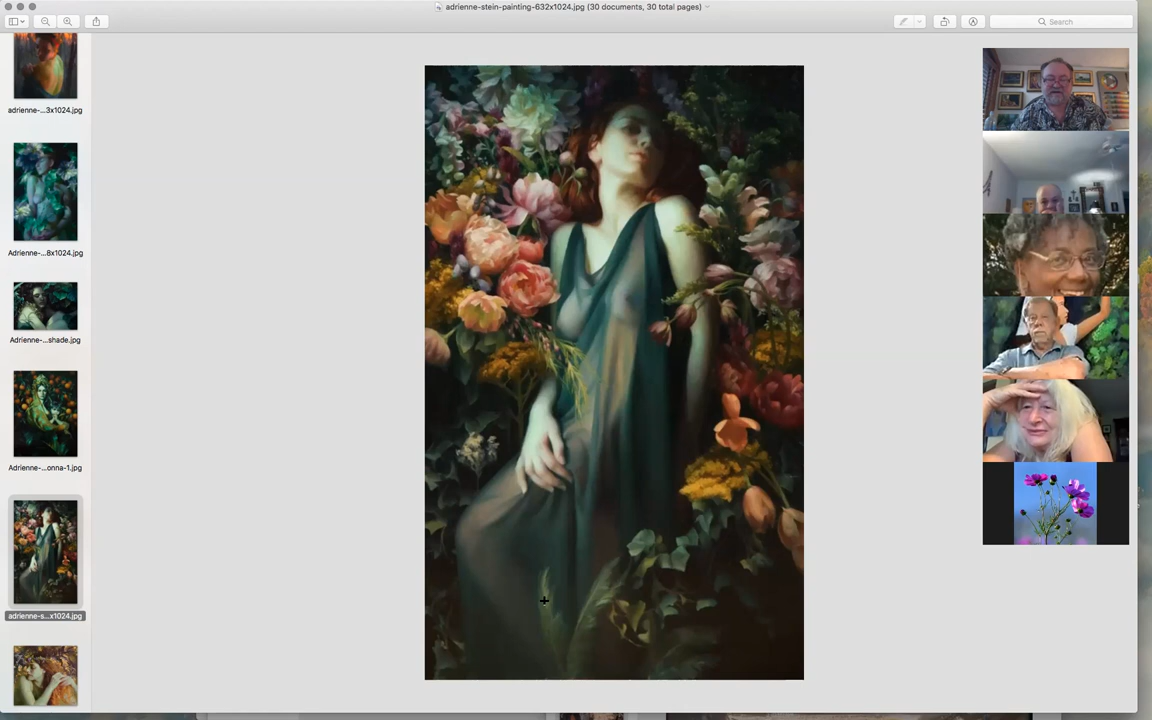 adrienne-stein-painting-632x1024.jpg (30 documents, 30 total pages)
Search
adrienne-...3x1024.jpg
Adrienne-...8x1024.jpg
Adrienne-...shade.jpg
Adrienne-...onna-1.jpg
adrienne-s...x1024.jpg